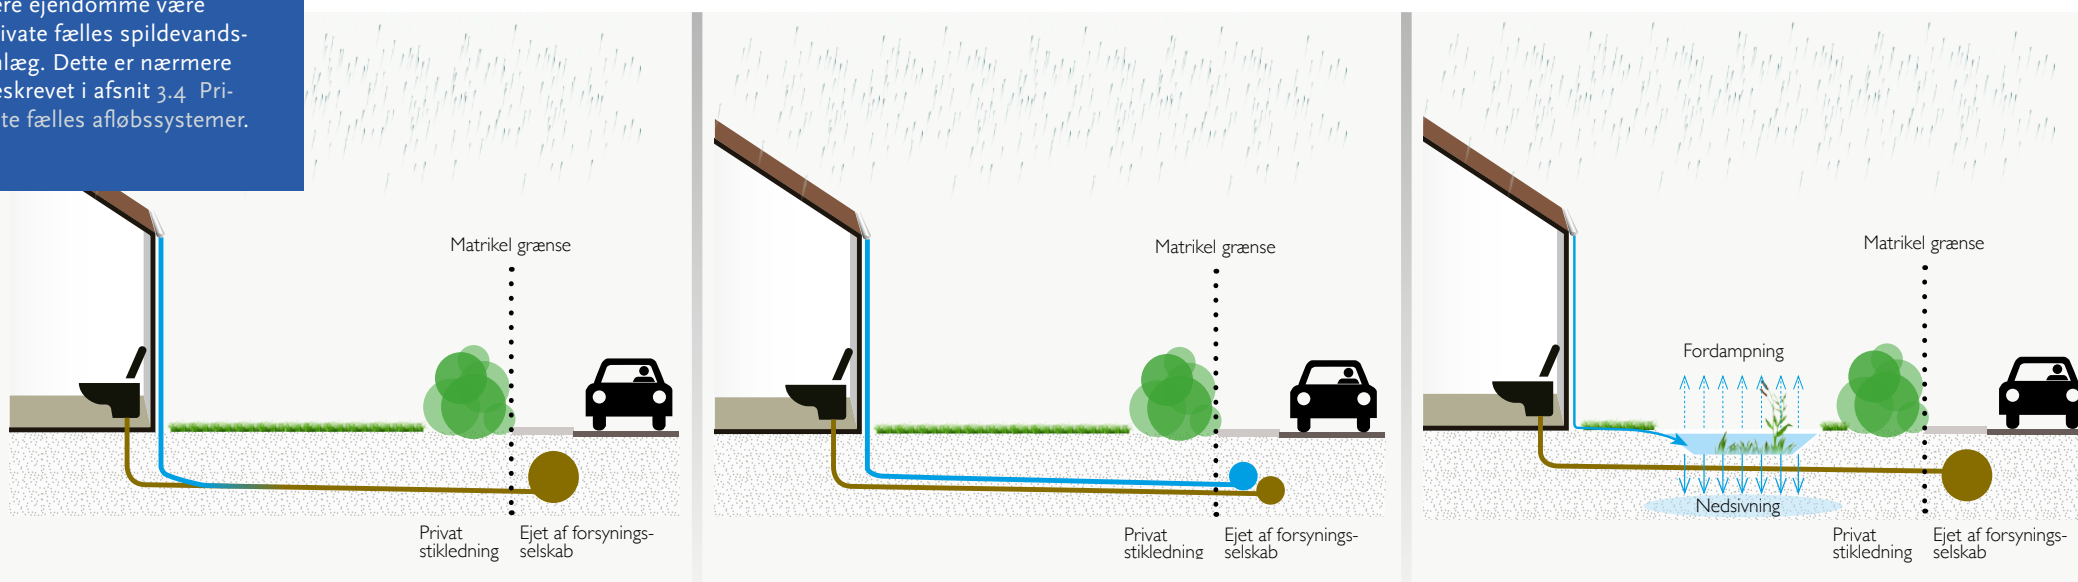 ere ejendomme være
ivate fælles spildevands-
læg. Dette er nærmere
eskrevet i afsnit 3.4 Pri-
te fælles afløbssystemer.
Matrikel grænse
Privat
stikledning
Ejet af forsynings-
selskab
Matrikel grænse
Privat
stikledning
Ejet af forsynings-
selskab
Matrikel grænse
Fordampning
Nedsivning
Privat
stikledning
Ejet af forsynings-
selskab